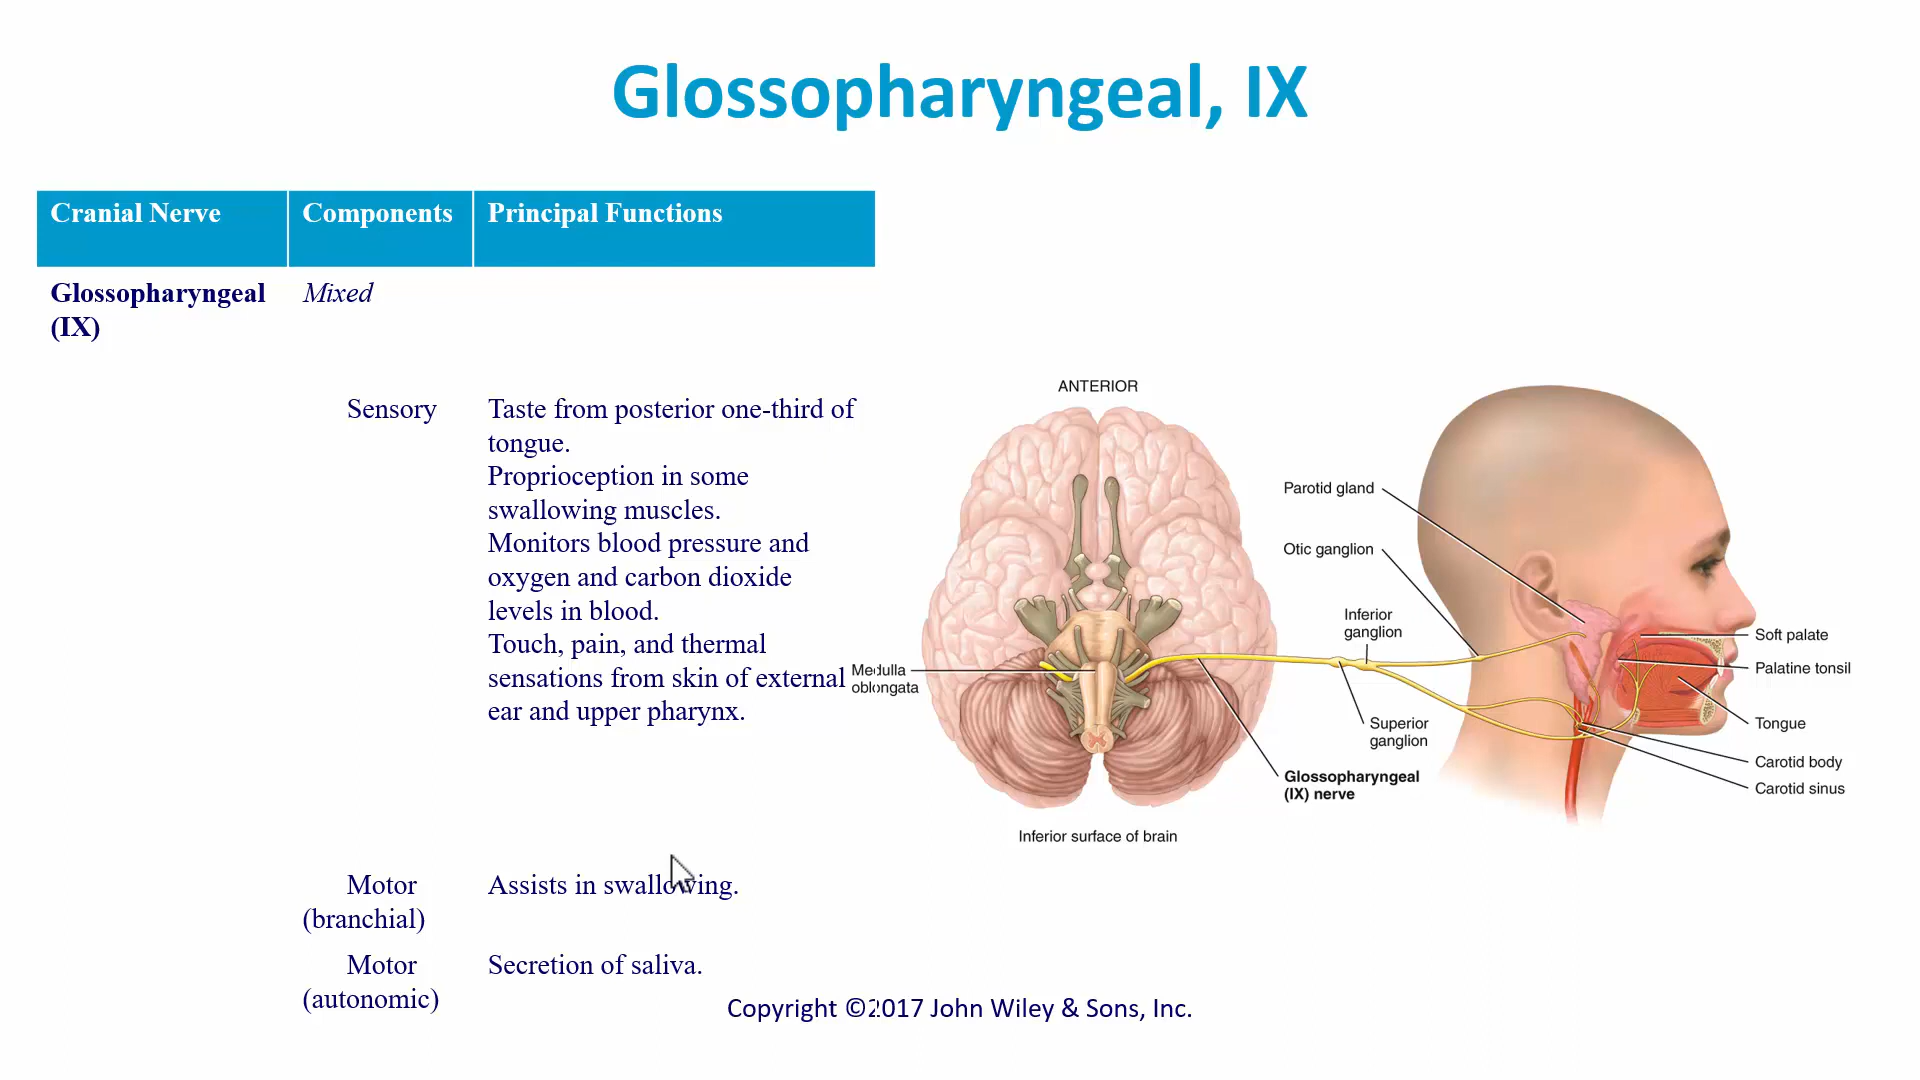 Glossopharyngeal, IX
Cranial Nerve
Components
Principal Functions
Glossopharyngeal
(IX)
Mixed
Sensory
Taste from posterior one-third of
tongue.
Proprioception in some
swallowing muscles.
Monitors blood pressure and
oxygen and carbon dioxide
levels in blood.
Touch, pain, and thermal
sensations from skin of external
ear and upper pharynx.
Motor
(branchial)
Assists in swallowing.
Motor
(autonomic)
Secretion of saliva.
ANTERIOR
Medulla
oblongata
Inferior surface of brain
Parotid gland
Otic ganglion
Inferior
ganglion
Superior
ganglion
Glossopharyngeal
(IX) nerve
Soft palate
Palatine tonsil
Tongue
Carotid body
Carotid sinus
Copyright ©2017 John Wiley & Sons, Inc.